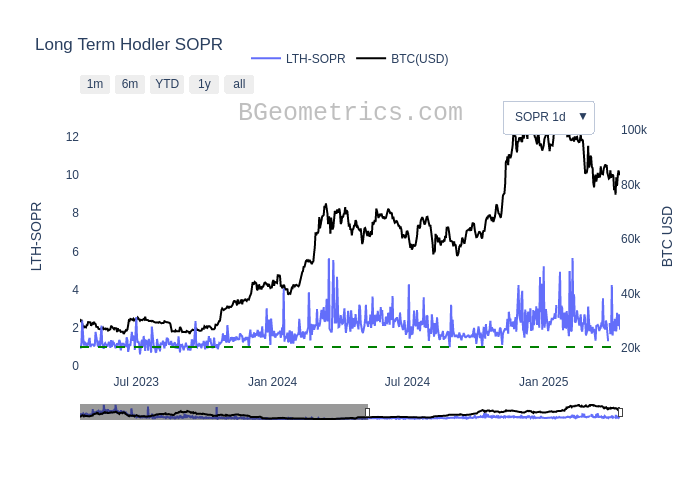 Long Term Hodler SOPR
LTH-SOPR BTC(USD)
1m 6m YTD 1y all
BGeometrics.com
SOPR 1d ▼
12
10
8
6
4
2
0
LTH-SOPR
100k
80k
60k
40k
20k
BTC USD
Jul 2023 Jan 2024 Jul 2024 Jan 2025